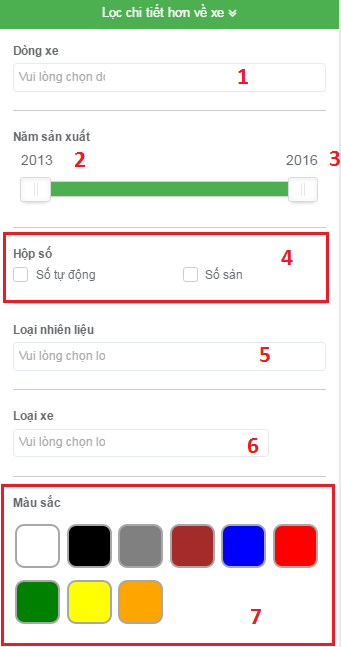 Lọc chi tiết hơn về xe
Dòng xe
Vui lòng chọn dò
1
Năm sản xuất
2013 2 2016 3
Hộp số
4
Số tự động Số sàn
Loại nhiên liệu
Vui lòng chọn lo
5
Loại xe
Vui lòng chọn lo
6
Màu sắc
7